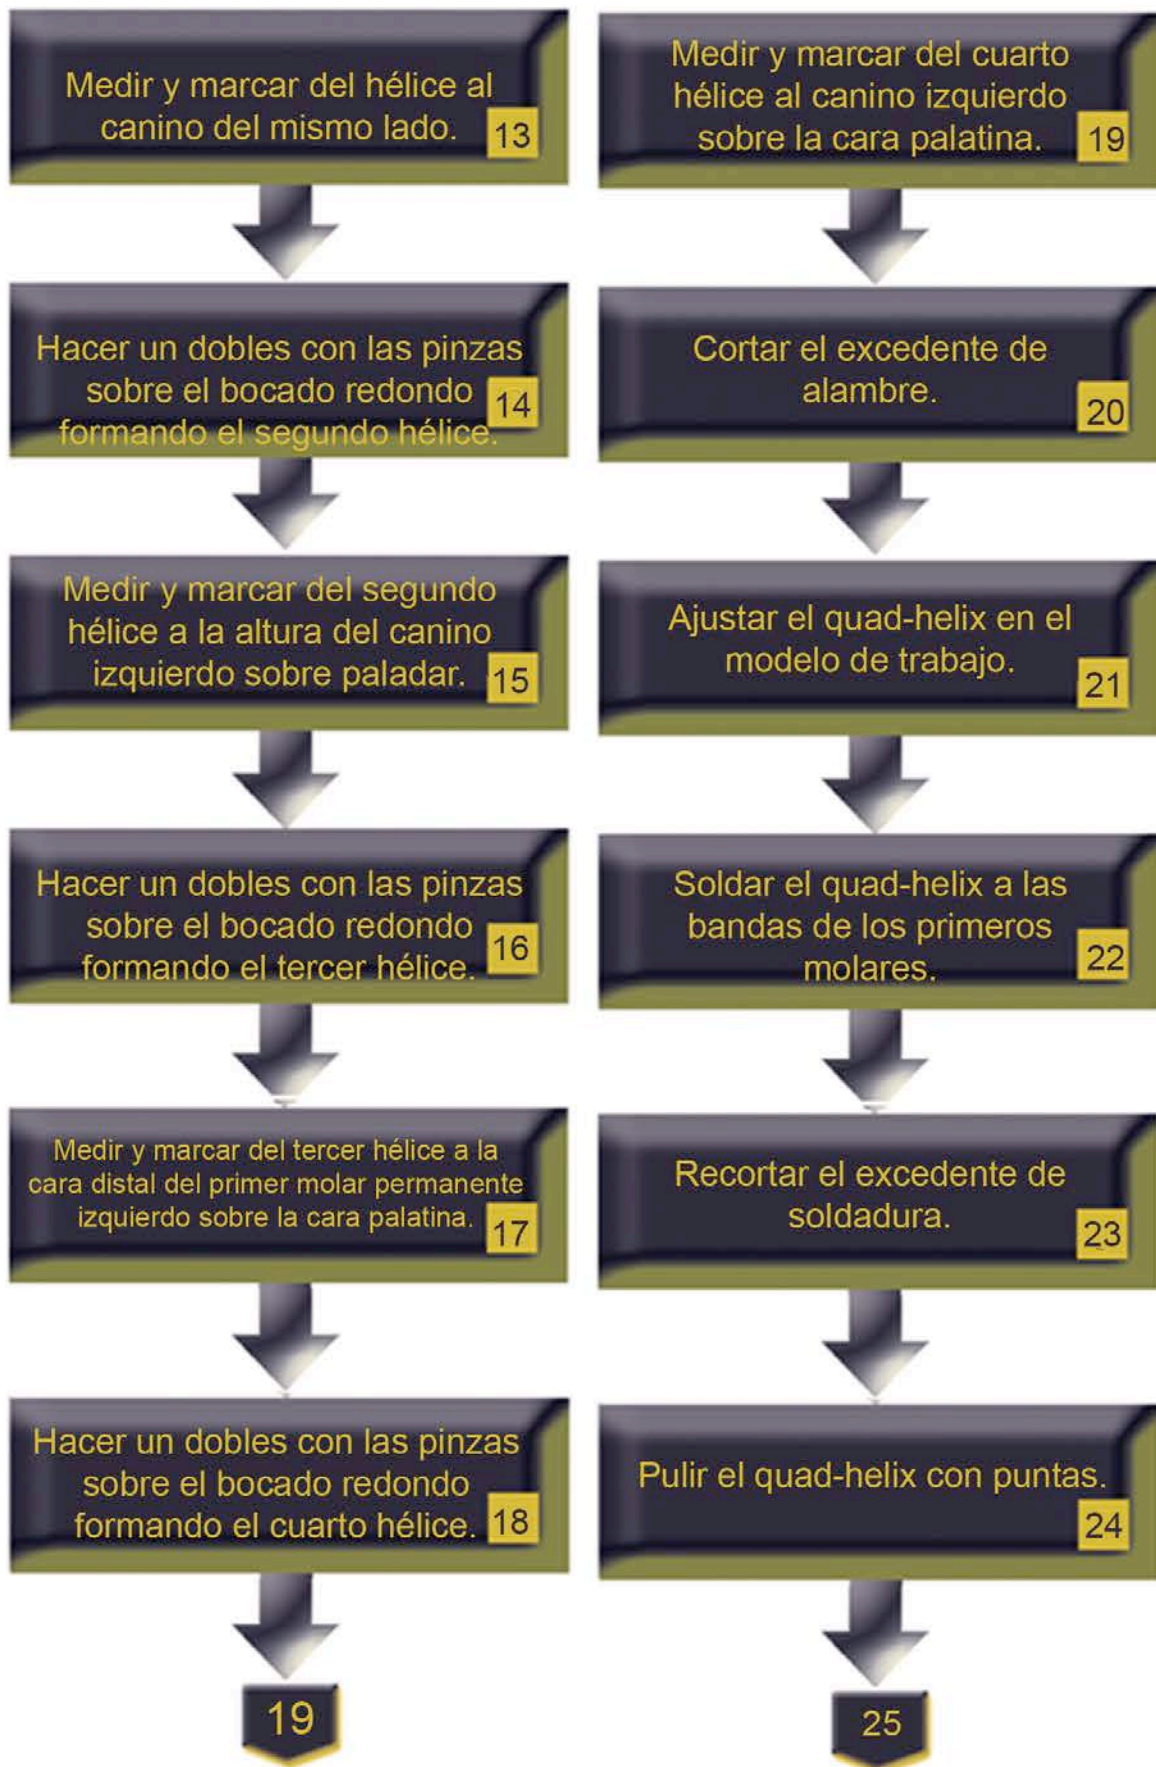 Medir y marcar del hélice al
canino del mismo lado.
13
Hacer un dobles con las pinzas
sobre el bocado redondo
formando el segundo hélice.
14
Medir y marcar del segundo
hélice a la altura del canino
izquierdo sobre paladar.
15
Hacer un dobles con las pinzas
sobre el bocado redondo
formando el tercer hélice.
16
Medir y marcar del tercer hélice a la
cara distal del primer molar permanente
izquierdo sobre la cara palatina.
17
Hacer un dobles con las pinzas
sobre el bocado redondo
formando el cuarto hélice.
18
19
Medir y marcar del cuarto
hélice al canino izquierdo
sobre la cara palatina.
19
Cortar el excedente de
alambre.
20
Ajustar el quad-helix en el
modelo de trabajo.
21
Soldar el quad-helix a las
bandas de los primeros
molares.
22
Recortar el excedente de
soldadura.
23
Pulir el quad-helix con puntas.
24
25